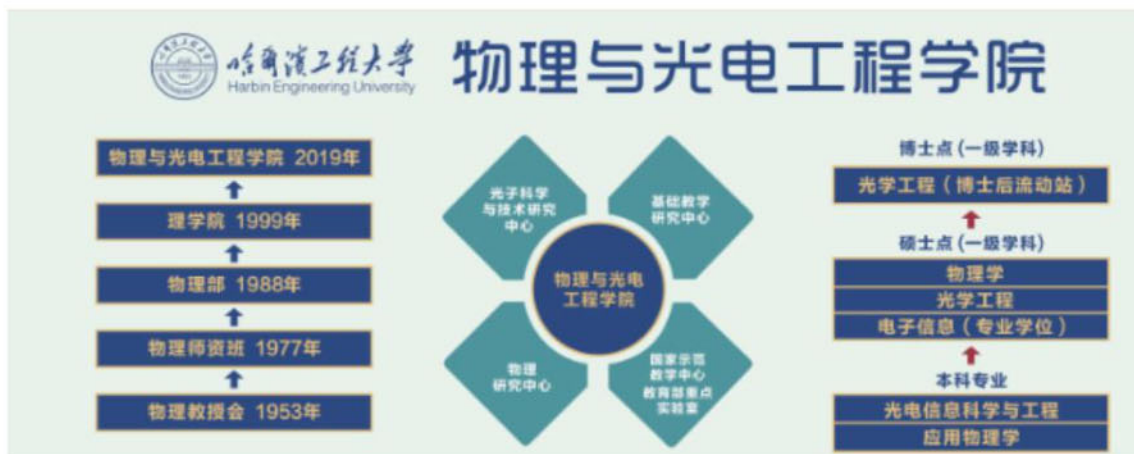 哈尔滨工程大学
Harbin Engineering University
物理与光电工程学院
物理与光电工程学院 2019年
理学院 1999年
物理部 1988年
物理师资班 1977年
物理教授会 1953年
光子科学
与技术研究
中心
基础教学
研究中心
物理与光电
工程学院
物理
研究中心
国家示范
教学中心
教育部重点
实验室
博士点(一级学科)
光学工程(博士后流动站)
硕士点(一级学科)
物理学
光学工程
电子信息(专业学位)
本科专业
光电信息科学与工程
应用物理学